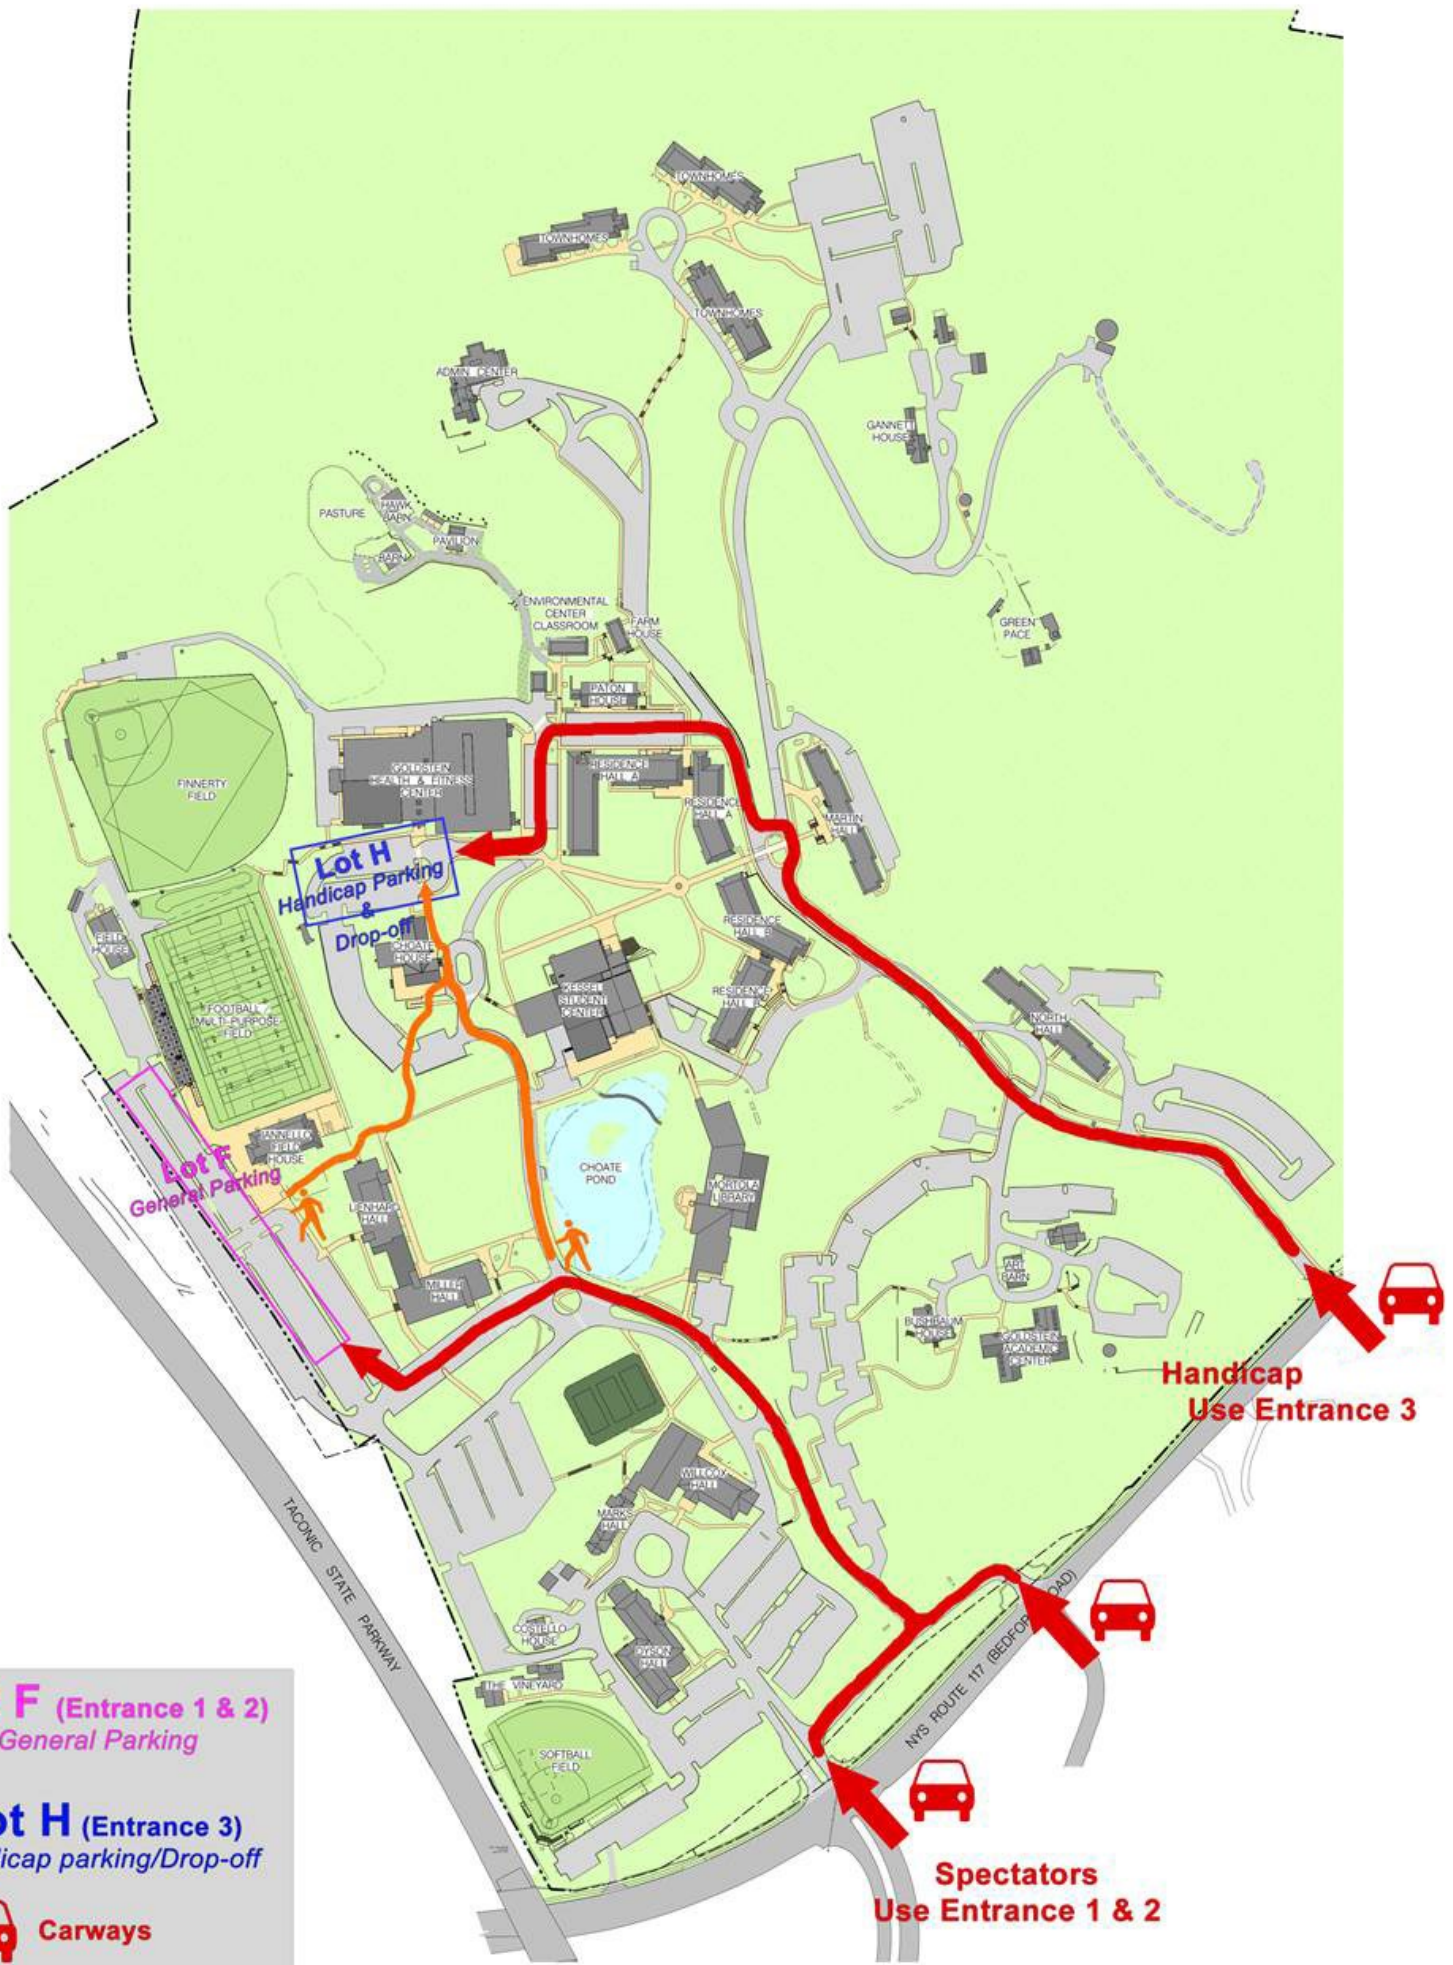 TOWNHOMES
TOWNHOMES
TOWNHOMES
ADMIN CENTER
GANNETT
HOUSE
PASTURE
HAWK
BARN
PAVILION
BARN
ENVIRONMENTAL
CENTER
CLASSROOM
FARM
HOUSE
GREEN
PACE
PATON
HOUSE
FINNERTY
FIELD
GOLDSTEIN
HEALTH & FITNESS
CENTER
RESIDENCE
HALL A
RESIDENCE
HALL A
MARTIN
HALL
Lot H
Handicap Parking
&
Drop-off
CHOATE
HOUSE
FIELD
HOUSE
RESIDENCE
HALL B
RESIDENCE
HALL B
KESSEL
STUDENT
CENTER
FOOTBALL
MULTI-PURPOSE
FIELD
NORTH
HALL
IANNELLO
FIELD
HOUSE
Lot F
General Parking
CHOATE
POND
MORTOLA
LIBRARY
LIENHARD
HALL
MILLER
HALL
ART
BARN
BUSHBAUM
HOUSE
GOLDSTEIN
ACADEMIC
CENTER
Handicap
Use Entrance 3
WILLCOX
HALL
MARKS
HALL
TACONIC STATE PARKWAY
COSTELLO
HOUSE
DYSON
HALL
THE VINEYARD
NYS ROUTE 117 (BEDFOR OAD)
SOFTBALL
FIELD
Spectators
Use Entrance 1 & 2
F (Entrance 1 & 2)
General Parking
ot H (Entrance 3)
icap parking/Drop-off
Carways